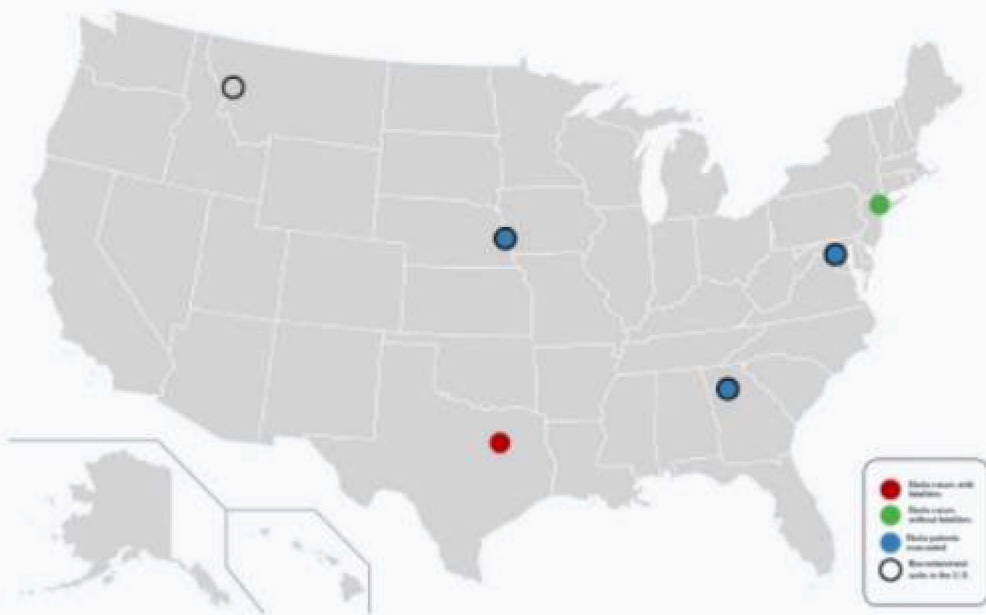 Ebola cases with
fatalities
Ebola cases
without fatalities
Ebola patients
evacuated
Biocontainment
units in the U.S.